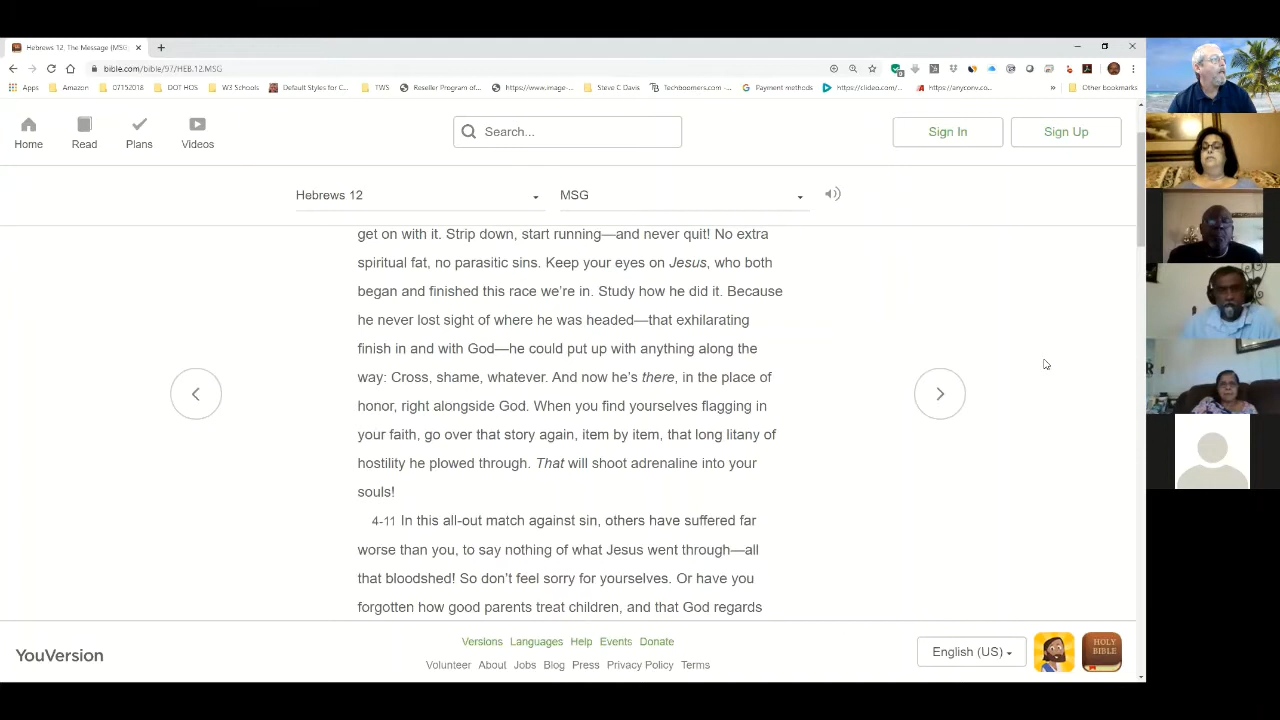 Hebrews 12, The Message (MSG
bible.com/bible/97/HEB.12.MSG
Apps Amazon 07152018 DOT HOS W3 Schools Default Styles for C... TWS Reseller Program of... https://www.image-... Steve C Davis Techboomers.com... Payment methods https://clideo.com/... https://anyconv.co... » Other bookmarks
Home Read Plans Videos
Search...
Sign In Sign Up
Hebrews 12 MSG
get on with it. Strip down, start running—and never quit! No extra
spiritual fat, no parasitic sins. Keep your eyes on Jesus, who both
began and finished this race we’re in. Study how he did it. Because
he never lost sight of where he was headed—that exhilarating
finish in and with God—he could put up with anything along the
way: Cross, shame, whatever. And now he’s there, in the place of
honor, right alongside God. When you find yourselves flagging in
your faith, go over that story again, item by item, that long litany of
hostility he plowed through. That will shoot adrenaline into your
souls!
4-11 In this all-out match against sin, others have suffered far
worse than you, to say nothing of what Jesus went through—all
that bloodshed! So don’t feel sorry for yourselves. Or have you
forgotten how good parents treat children, and that God regards
YouVersion
Versions Languages Help Events Donate
Volunteer About Jobs Blog Press Privacy Policy Terms
English (US)
HOLY
BIBLE